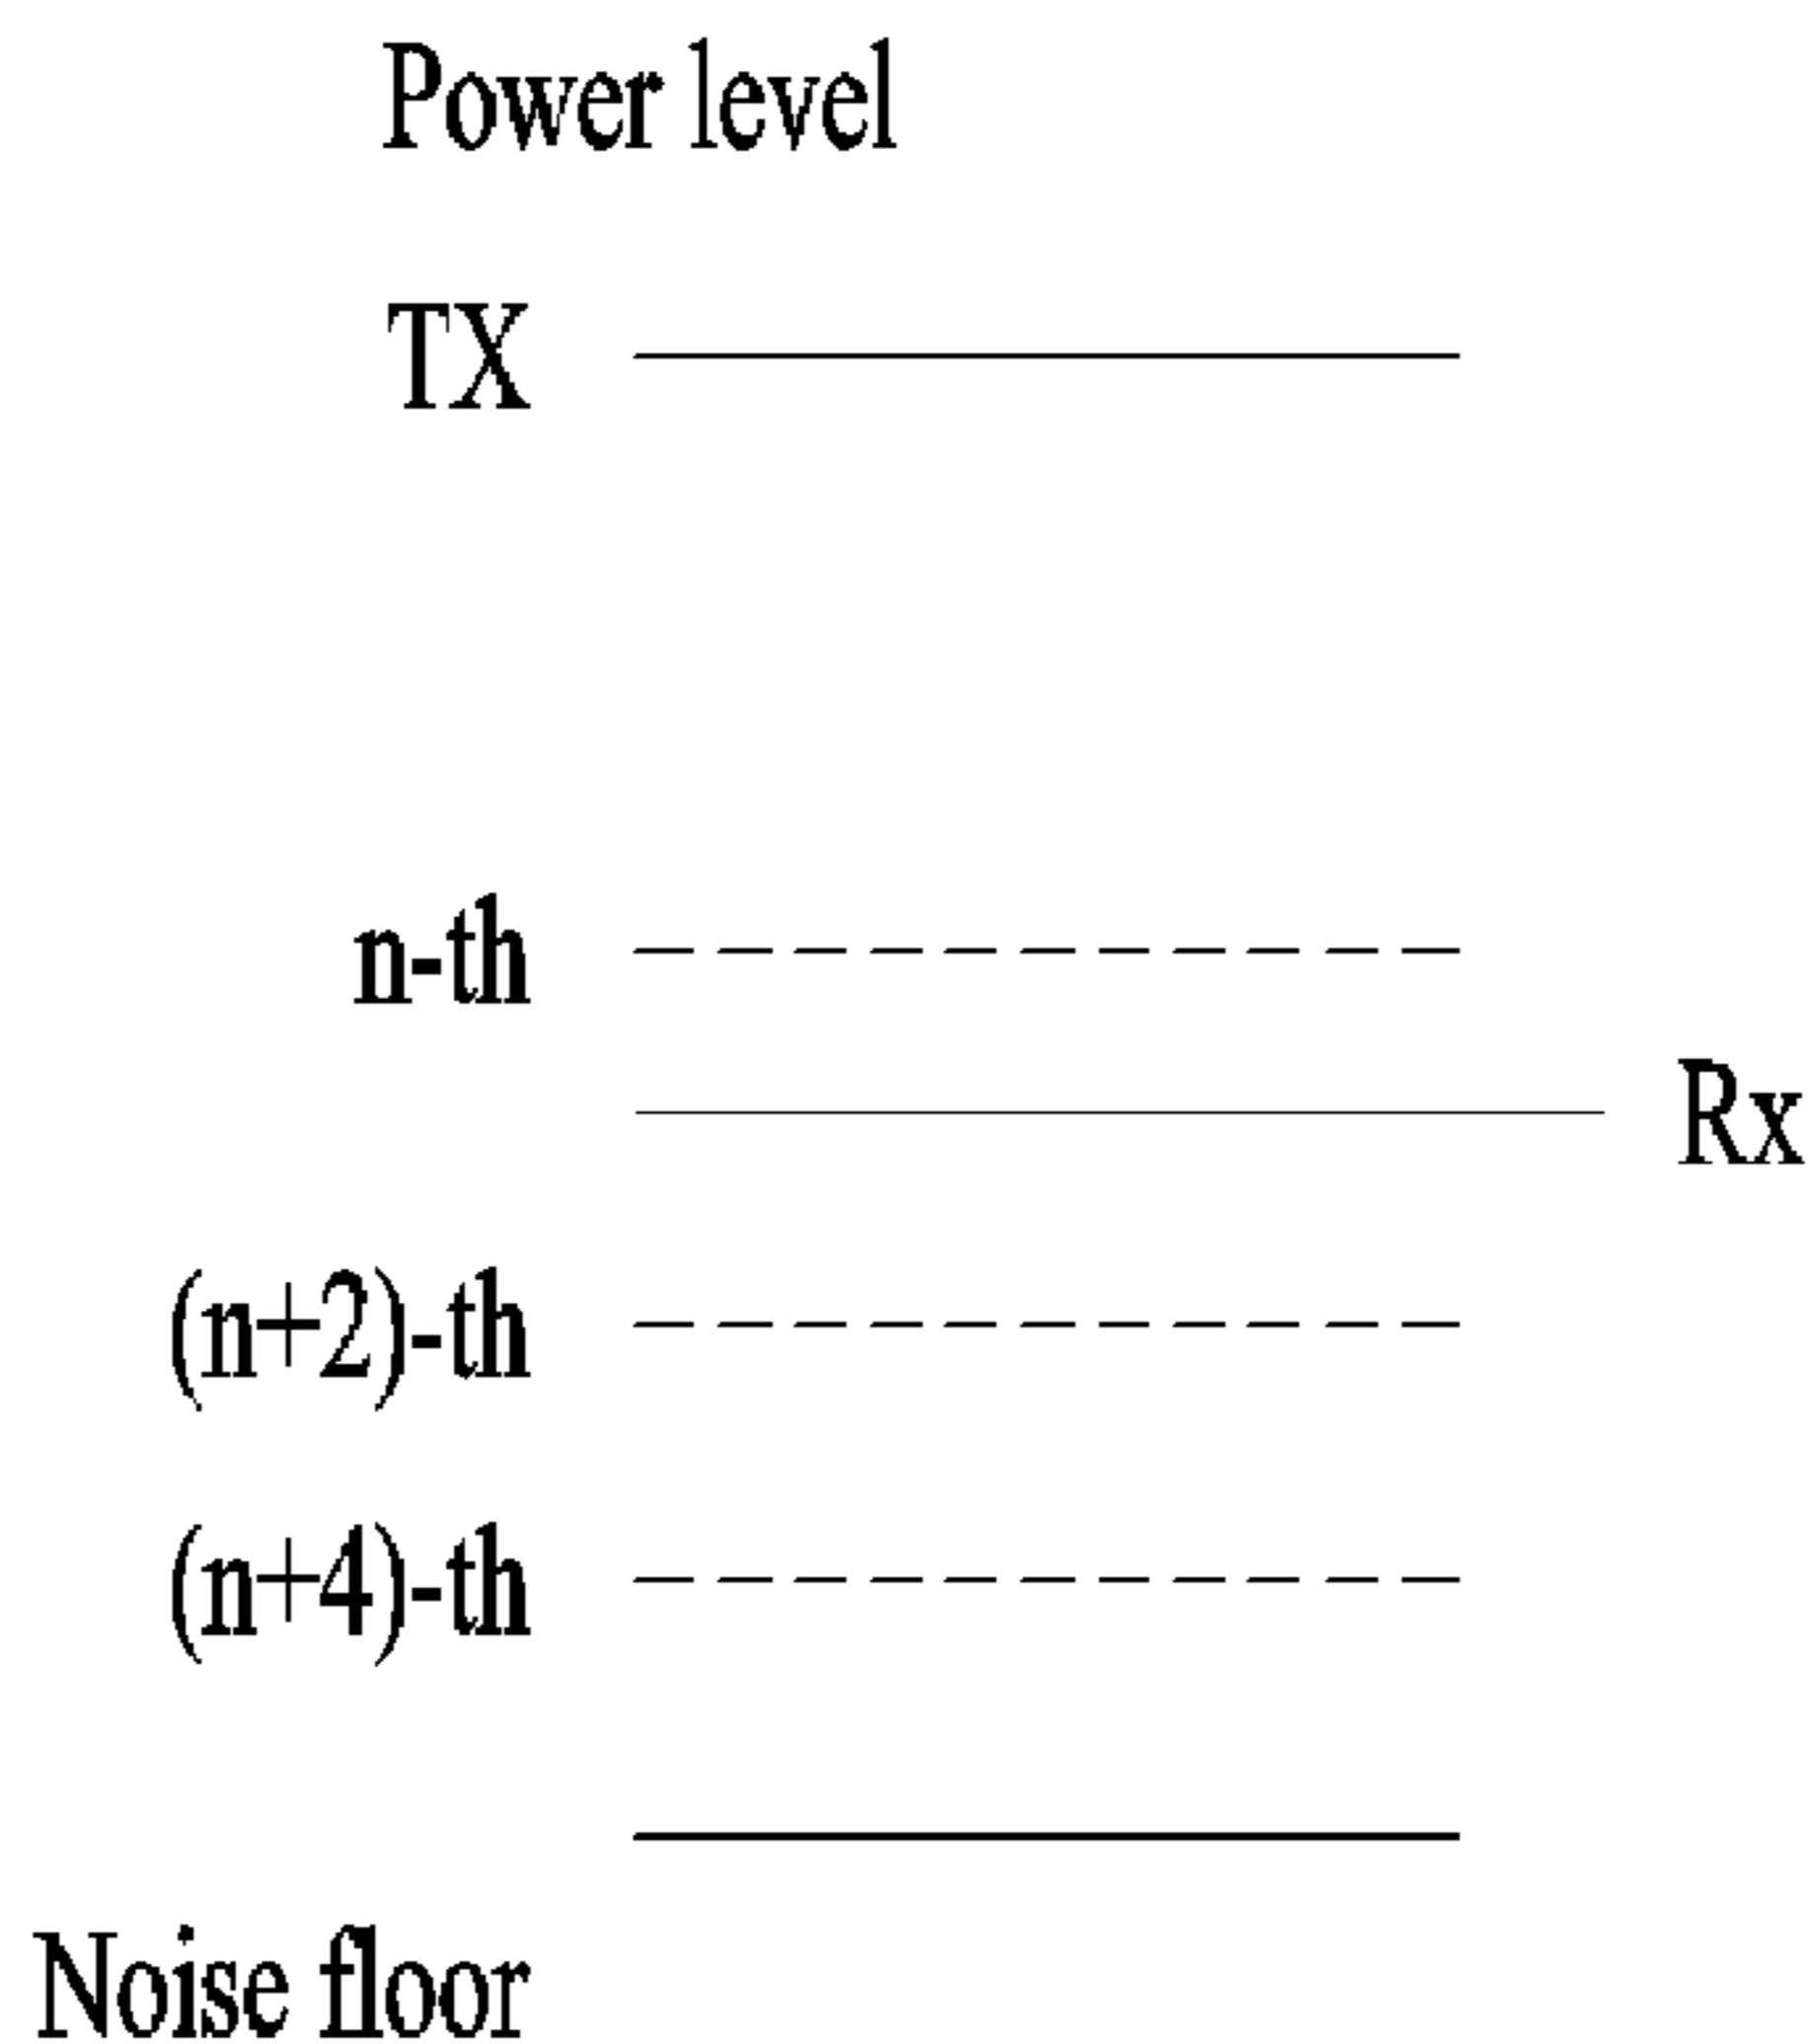 Power level
TX
n-th
Rx
(n+2)-th
(n+4)-th
Noise floor